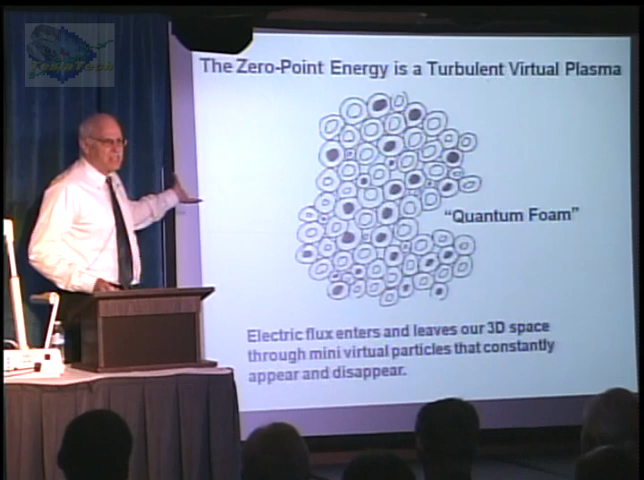 TeslaTech
The Zero-Point Energy is a Turbulent Virtual Plasma
“Quantum Foam”
Electric flux enters and leaves our 3D space
through mini virtual particles that constantly
appear and disappear.